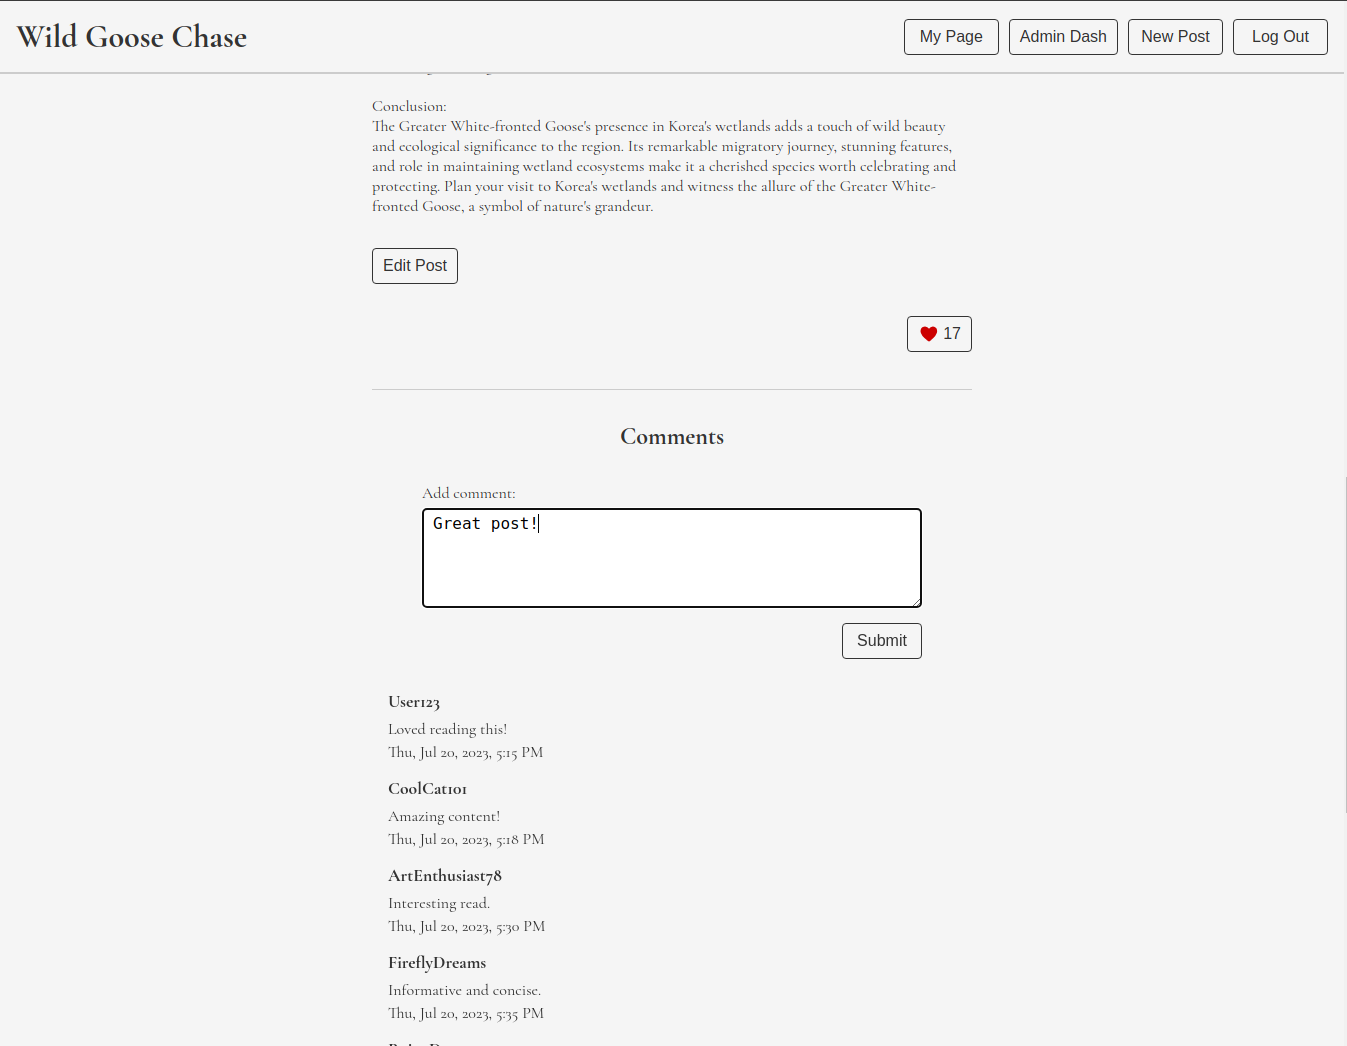 Wild Goose Chase
My Page
Admin Dash
New Post
Log Out
Conclusion:
The Greater White-fronted Goose's presence in Korea's wetlands adds a touch of wild beauty
and ecological significance to the region. Its remarkable migratory journey, stunning features,
and role in maintaining wetland ecosystems make it a cherished species worth celebrating and
protecting. Plan your visit to Korea's wetlands and witness the allure of the Greater White-
fronted Goose, a symbol of nature's grandeur.
Edit Post
17
Comments
Add comment:
Great post!
Submit
User123
Loved reading this!
Thu, Jul 20, 2023, 5:15 PM
CoolCat101
Amazing content!
Thu, Jul 20, 2023, 5:18 PM
ArtEnthusiast78
Interesting read.
Thu, Jul 20, 2023, 5:30 PM
FireflyDreams
Informative and concise.
Thu, Jul 20, 2023, 5:35 PM